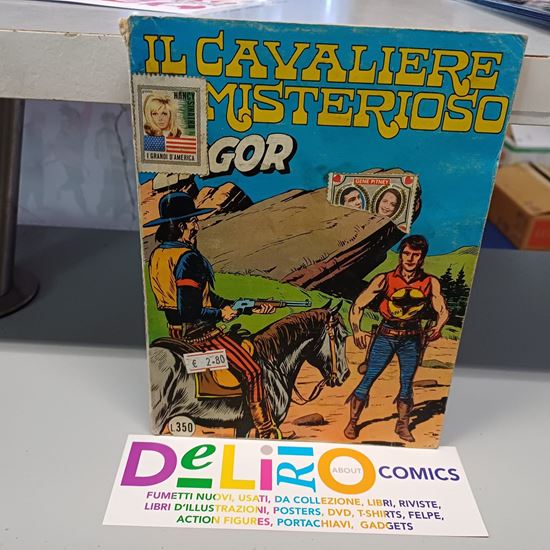 IL CAVALIERE
MISTERIOSO
GOR
NANCY SINATRA
I GRANDI D'AMERICA
GENE PITNEY
€ 2.80
L.350
DeLiRiO ABOUT COMICS
FUMETTI NUOVI, USATI, DA COLLEZIONE, LIBRI, RIVISTE,
LIBRI D'ILLUSTRAZIONI, POSTERS, DVD, T-SHIRTS, FELPE,
ACTION FIGURES, PORTACHIAVI, GADGETS